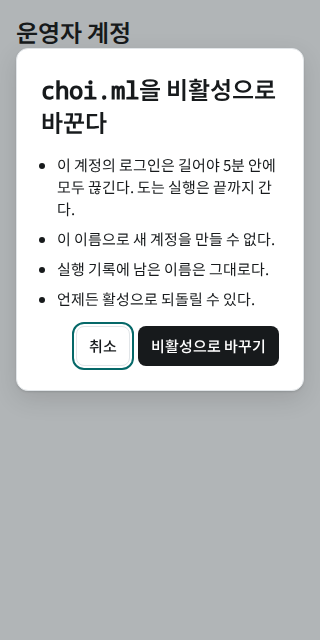 운영자 계정
choi.ml을 비활성으로
바꾼다
이 계정의 로그인은 길어야 5분 안에
모두 끊긴다. 도는 실행은 끝까지 간
다.
이 이름으로 새 계정을 만들 수 없다.
실행 기록에 남은 이름은 그대로다.
언제든 활성으로 되돌릴 수 있다.
취소 비활성으로 바꾸기